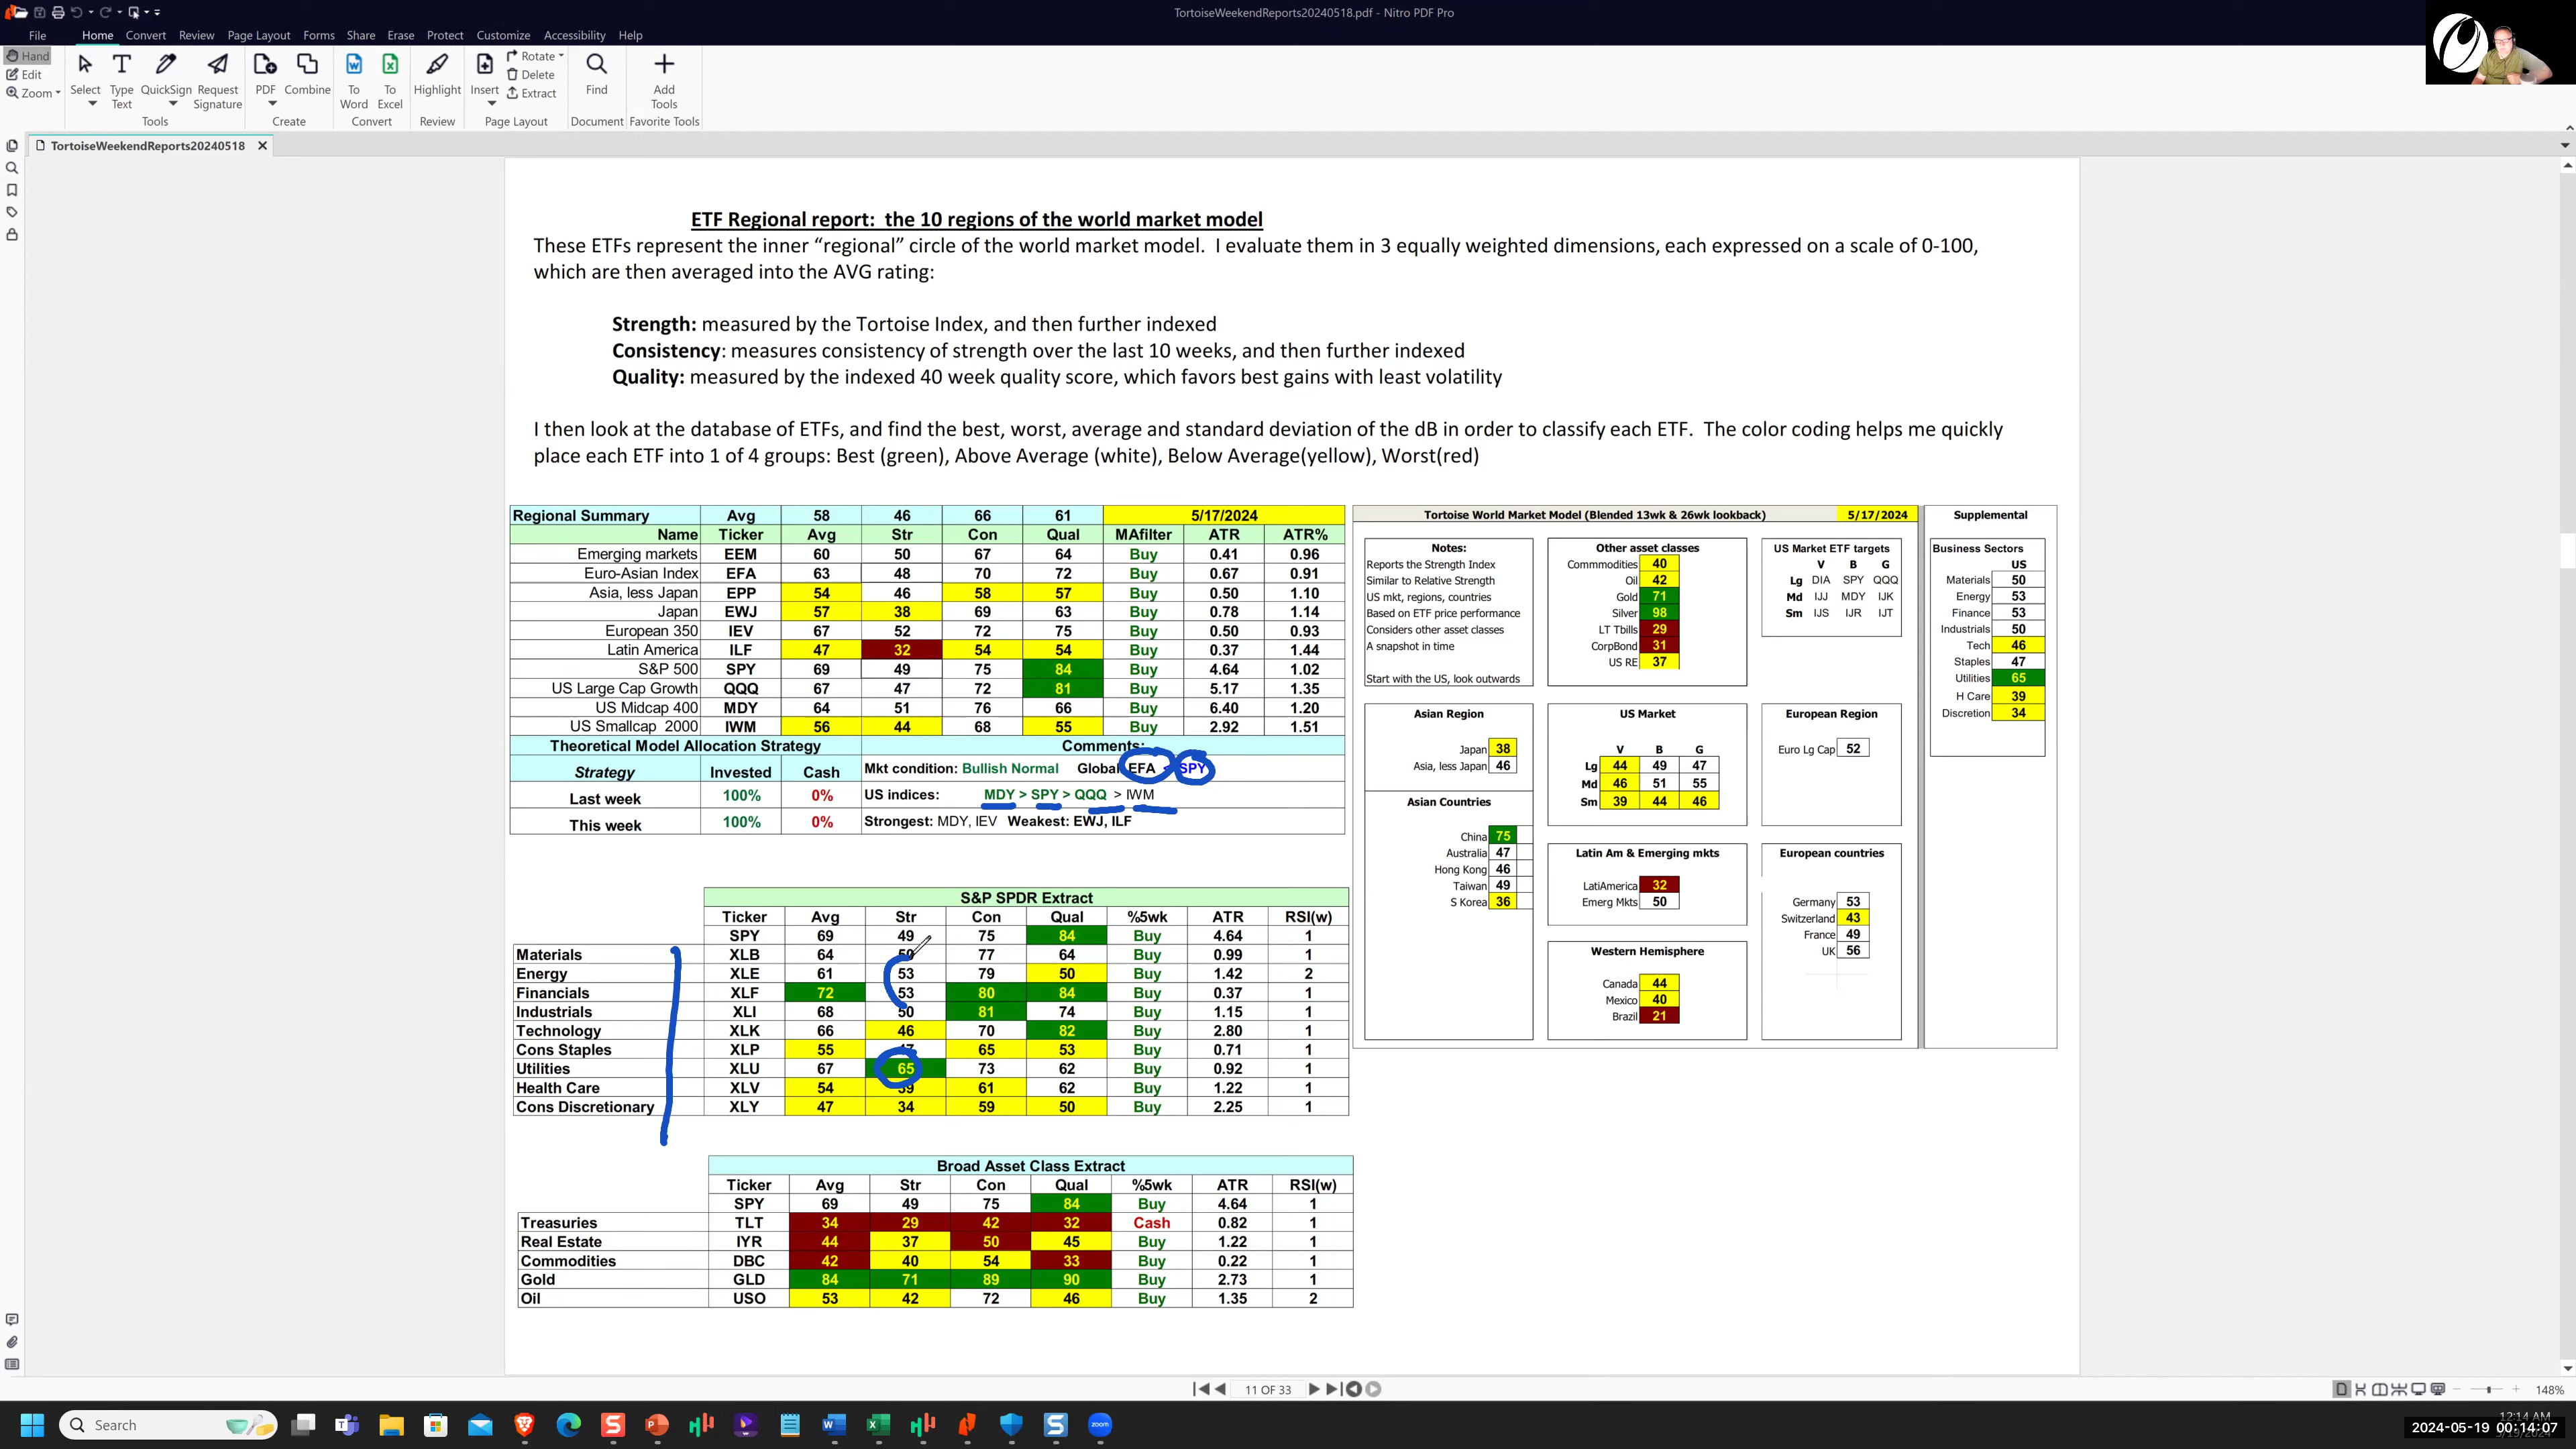 TortoiseWeekendReports20240518.pdf - Nitro PDF Pro
File Home Convert Review Page Layout Forms Share Erase Protect Customize Accessibility Help
Hand
Edit
Zoom
Select
Type Text
QuickSign
Request Signature
Tools
PDF
Combine
Create
To Word
To Excel
Convert
Highlight
Review
Insert
Rotate
Delete
Extract
Page Layout
Find
Document
Add Tools
Favorite Tools
TortoiseWeekendReports20240518
ETF Regional report: the 10 regions of the world market model
These ETFs represent the inner “regional” circle of the world market model. I evaluate them in 3 equally weighted dimensions, each expressed on a scale of 0-100,
which are then averaged into the AVG rating:
Strength: measured by the Tortoise Index, and then further indexed
Consistency: measures consistency of strength over the last 10 weeks, and then further indexed
Quality: measured by the indexed 40 week quality score, which favors best gains with least volatility
I then look at the database of ETFs, and find the best, worst, average and standard deviation of the dB in order to classify each ETF. The color coding helps me quickly
place each ETF into 1 of 4 groups: Best (green), Above Average (white), Below Average(yellow), Worst(red)
Regional Summary Avg 58 46 66 61 5/17/2024
Name Ticker Avg Str Con Qual MAfilter ATR ATR%
Emerging markets EEM 60 50 67 64 Buy 0.41 0.96
Euro-Asian Index EFA 63 48 70 72 Buy 0.67 0.91
Asia, less Japan EPP 54 46 58 57 Buy 0.50 1.10
Japan EWJ 57 38 69 63 Buy 0.78 1.14
European 350 IEV 67 52 72 75 Buy 0.50 0.93
Latin America ILF 47 32 54 54 Buy 0.37 1.44
S&P 500 SPY 69 49 75 84 Buy 4.64 1.02
US Large Cap Growth QQQ 67 47 72 81 Buy 5.17 1.35
US Midcap 400 MDY 64 51 76 66 Buy 6.40 1.20
US Smallcap 2000 IWM 56 44 68 55 Buy 2.92 1.51
Theoretical Model Allocation Strategy Comments:
Strategy Invested Cash Mkt condition: Bullish Normal Global EFA < SPY
Last week 100% 0% US indices: MDY > SPY > QQQ > IWM
This week 100% 0% Strongest: MDY, IEV Weakest: EWJ, ILF
S&P SPDR Extract
Ticker Avg Str Con Qual %5wk ATR RSI(w)
SPY 69 49 75 84 Buy 4.64 1
Materials XLB 64 50 77 64 Buy 0.99 1
Energy XLE 61 53 79 50 Buy 1.42 2
Financials XLF 72 53 80 84 Buy 0.37 1
Industrials XLI 68 50 81 74 Buy 1.15 1
Technology XLK 66 46 70 82 Buy 2.80 1
Cons Staples XLP 55 47 65 53 Buy 0.71 1
Utilities XLU 67 65 73 62 Buy 0.92 1
Health Care XLV 54 39 61 62 Buy 1.22 1
Cons Discretionary XLY 47 34 59 50 Buy 2.25 1
Broad Asset Class Extract
Ticker Avg Str Con Qual %5wk ATR RSI(w)
SPY 69 49 75 84 Buy 4.64 1
Treasuries TLT 34 29 42 32 Cash 0.82 1
Real Estate IYR 44 37 50 45 Buy 1.22 1
Commodities DBC 42 40 54 33 Buy 0.22 1
Gold GLD 84 71 89 90 Buy 2.73 1
Oil USO 53 42 72 46 Buy 1.35 2
Tortoise World Market Model (Blended 13wk & 26wk lookback) 5/17/2024
Notes:
Reports the Strength Index
Similar to Relative Strength
US mkt, regions, countries
Based on ETF price performance
Considers other asset classes
A snapshot in time
Start with the US, look outwards
Other asset classes
Commmodities 40
Oil 42
Gold 71
Silver 98
LT Tbills 29
CorpBond 31
US RE 37
US Market ETF targets
V B G
Lg DIA SPY QQQ
Md IJJ MDY IJK
Sm IJS IJR IJT
Asian Region
Japan 38
Asia, less Japan 46
US Market
V B G
Lg 44 49 47
Md 46 51 55
Sm 39 44 46
European Region
Euro Lg Cap 52
Asian Countries
China 75
Australia 47
Hong Kong 46
Taiwan 49
S Korea 36
Latin Am & Emerging mkts
LatiAmerica 32
Emerg Mkts 50
European countries
Germany 53
Switzerland 43
France 49
UK 56
Western Hemisphere
Canada 44
Mexico 40
Brazil 21
Supplemental
Business Sectors US
Materials 50
Energy 53
Finance 53
Industrials 50
Tech 46
Staples 47
Utilities 65
H Care 39
Discretion 34
11 OF 33
148%
Search
zoom
12:14 AM
2024-05-19 00:14:07